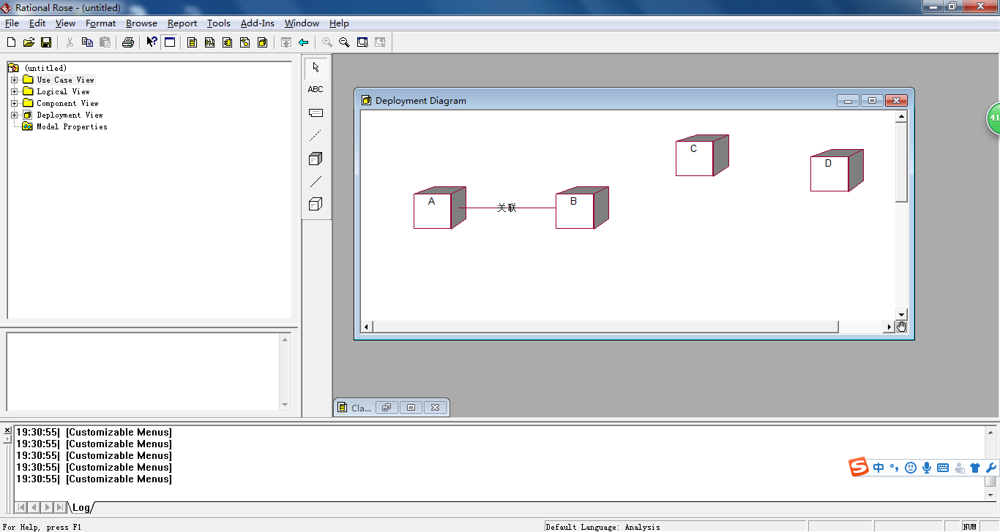 Rational Rose - (untitled)
File Edit View Format Browse Report Tools Add-Ins Window Help
(untitled)
Use Case View
Logical View
Component View
Deployment View
Model Properties
ABC
Deployment Diagram
A
关联
B
C
D
41
Cla...
19:30:55| [Customizable Menus]
19:30:55| [Customizable Menus]
19:30:55| [Customizable Menus]
19:30:55| [Customizable Menus]
19:30:55| [Customizable Menus]
中
Log
For Help, press F1
Default Language: Analysis
NUM